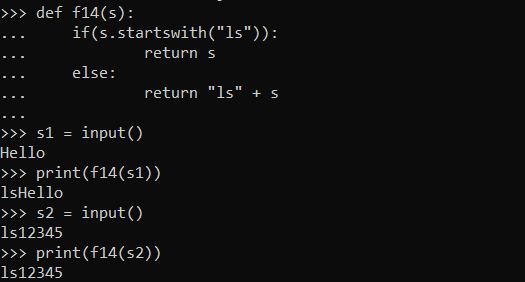 >>> def f14(s):
...     if(s.startswith("ls")):
...             return s
...     else:
...             return "ls" + s
...
>>> s1 = input()
Hello
>>> print(f14(s1))
lsHello
>>> s2 = input()
ls12345
>>> print(f14(s2))
ls12345